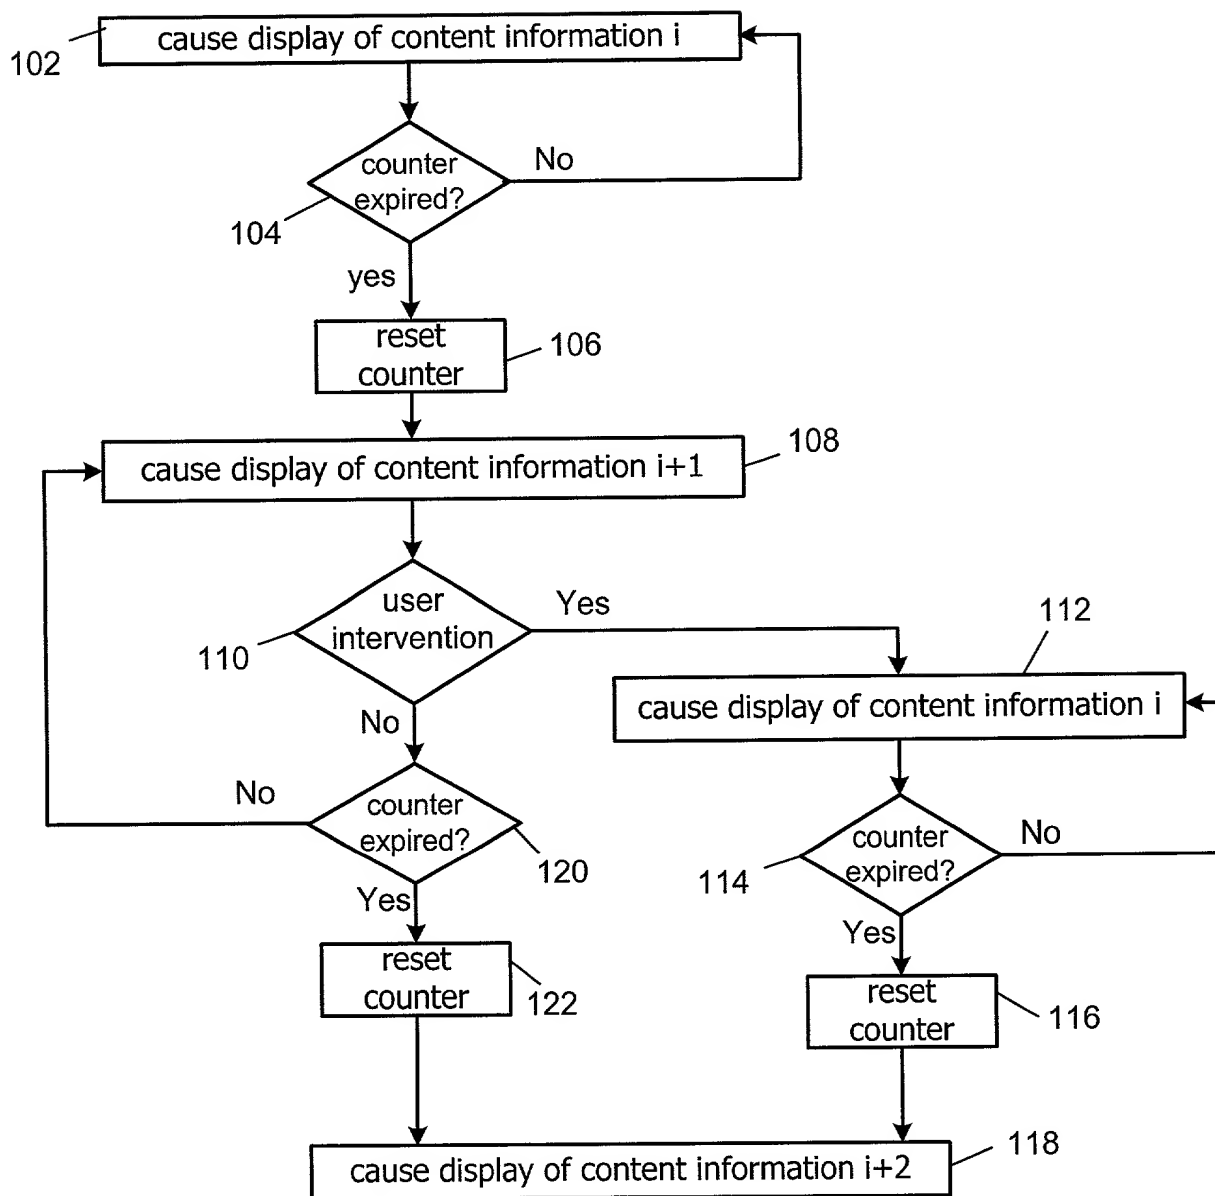 cause display of content information i
102
counter
expired?
No
104
yes
reset
counter
106
108
cause display of content information i+1
user
intervention
Yes
110
112
No
cause display of content information i
No
counter
expired?
120
counter
expired?
No
114
Yes
Yes
reset
counter
122
reset
counter
116
118
cause display of content information i+2